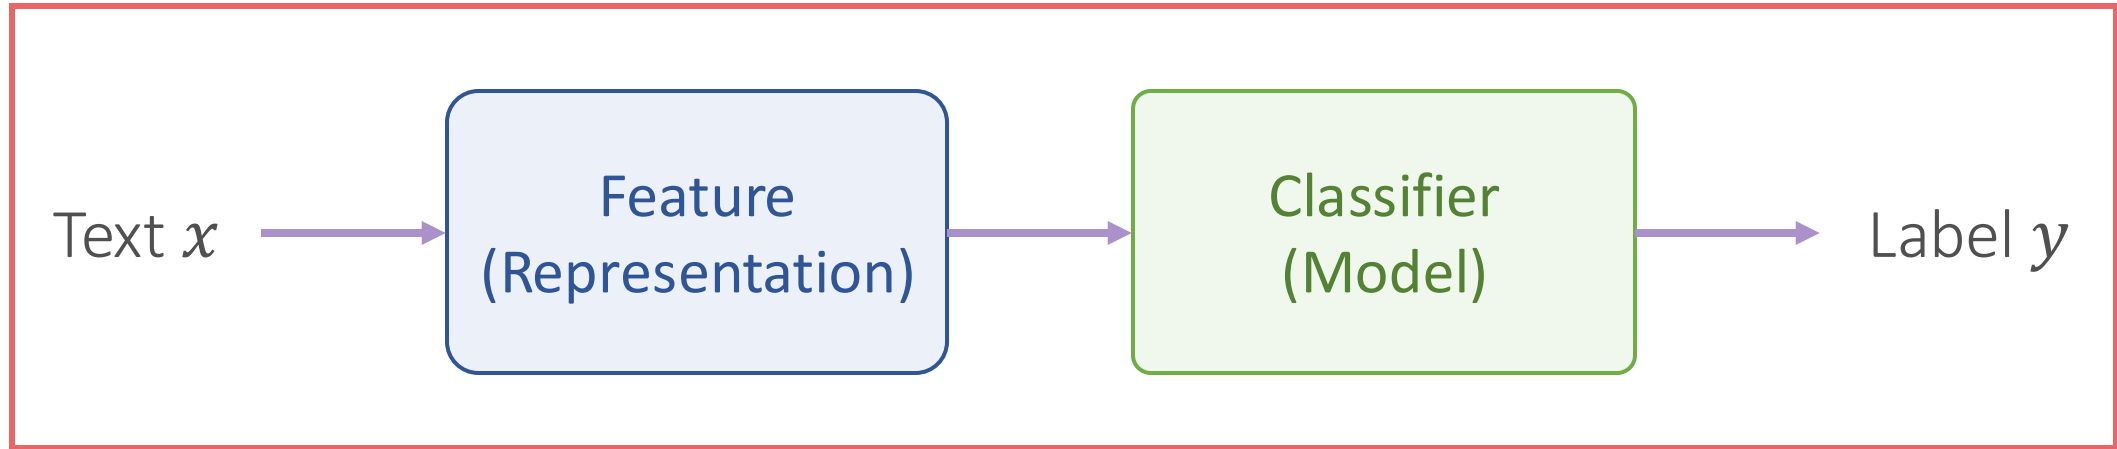 Text x
Feature
(Representation)
Classifier
(Model)
Label y